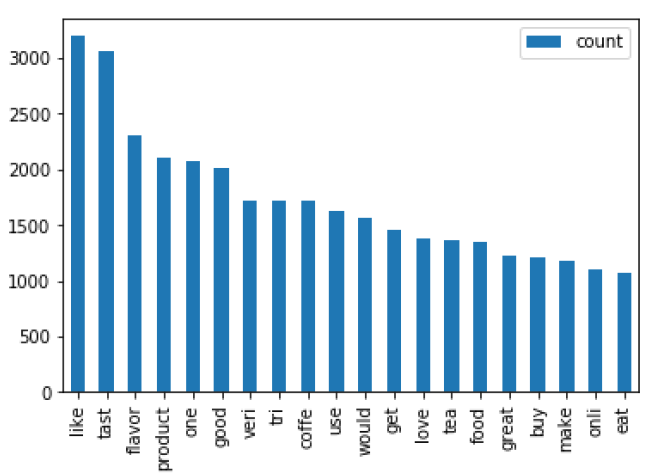 count
3000
2500
2000
1500
1000
500
0
like
tast
flavor
product
one
good
veri
tri
coffe
use
would
get
love
tea
food
great
buy
make
onli
eat